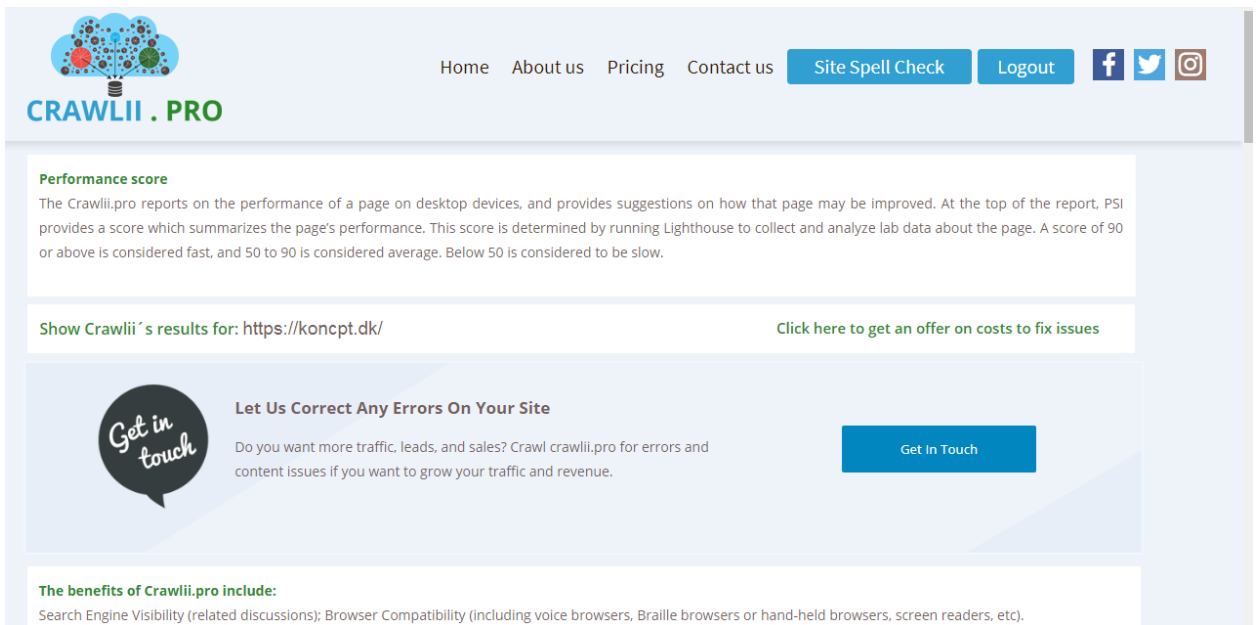 CRAWLII . PRO
Home About us Pricing Contact us Site Spell Check Logout
Performance score
The Crawlii.pro reports on the performance of a page on desktop devices, and provides suggestions on how that page may be improved. At the top of the report, PSI
provides a score which summarizes the page's performance. This score is determined by running Lighthouse to collect and analyze lab data about the page. A score of 90
or above is considered fast, and 50 to 90 is considered average. Below 50 is considered to be slow.
Show Crawlii´s results for: https://koncpt.dk/
Click here to get an offer on costs to fix issues
Get in
touch
Let Us Correct Any Errors On Your Site
Do you want more traffic, leads, and sales? Crawl crawlii.pro for errors and
content issues if you want to grow your traffic and revenue.
Get In Touch
The benefits of Crawlii.pro include:
Search Engine Visibility (related discussions); Browser Compatibility (including voice browsers, Braille browsers or hand-held browsers, screen readers, etc).